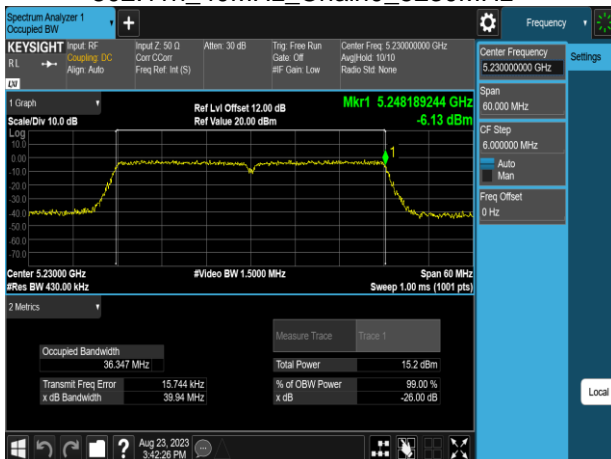 Spectrum Analyzer 1
Occupied BW
Frequency
KEYSIGHT
Input: RF
Coupling: DC
Align: Auto
RL
LXI
Input Z: 50 Ω
Corr CCorr
Freq Ref: Int (S)
Atten: 30 dB
Trig: Free Run
Gate: Off
#IF Gain: Low
Center Freq: 5.230000000 GHz
Avg|Hold: 10/10
Radio Std: None
Center Frequency
5.230000000 GHz
Settings
Span
60.000 MHz
CF Step
6.000000 MHz
Auto
Man
Freq Offset
0 Hz
Local
1 Graph
Scale/Div 10.0 dB
Ref Lvl Offset 12.00 dB
Ref Value 20.00 dBm
Mkr1 5.248189244 GHz
-6.13 dBm
Log
10.0
0.00
-10.0
-20.0
-30.0
-40.0
-50.0
-60.0
-70.0
1
Center 5.23000 GHz
#Res BW 430.00 kHz
#Video BW 1.5000 MHz
Span 60 MHz
Sweep 1.00 ms (1001 pts)
2 Metrics
Measure Trace
Trace 1
Occupied Bandwidth
36.347 MHz
Total Power
15.2 dBm
Transmit Freq Error
15.744 kHz
% of OBW Power
99.00 %
x dB Bandwidth
39.94 MHz
x dB
-26.00 dB
Aug 23, 2023
3:42:26 PM